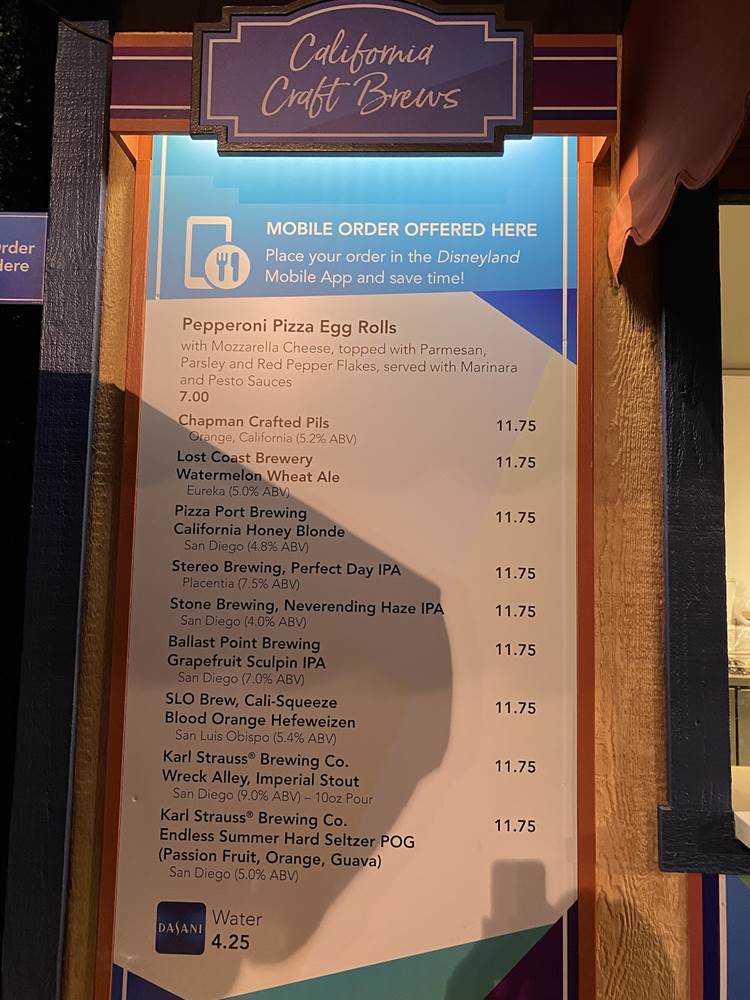 California
Craft Brews
MOBILE ORDER OFFERED HERE
Place your order in the Disneyland
Mobile App and save time!
rder
Here
Pepperoni Pizza Egg Rolls
with Mozzarella Cheese, topped with Parmesan,
Parsley and Red Pepper Flakes, served with Marinara
and Pesto Sauces
7.00
Chapman Crafted Pils 11.75
Orange, California (5.2% ABV)
Lost Coast Brewery 11.75
Watermelon Wheat Ale
Eureka (5.0% ABV)
Pizza Port Brewing 11.75
California Honey Blonde
San Diego (4.8% ABV)
Stereo Brewing, Perfect Day IPA 11.75
Placentia (7.5% ABV)
Stone Brewing, Neverending Haze IPA 11.75
San Diego (4.0% ABV)
Ballast Point Brewing 11.75
Grapefruit Sculpin IPA
San Diego (7.0% ABV)
SLO Brew, Cali-Squeeze 11.75
Blood Orange Hefeweizen
San Luis Obispo (5.4% ABV)
Karl Strauss® Brewing Co. 11.75
Wreck Alley, Imperial Stout
San Diego (9.0% ABV) – 10oz Pour
Karl Strauss® Brewing Co. 11.75
Endless Summer Hard Seltzer POG
(Passion Fruit, Orange, Guava)
San Diego (5.0% ABV)
DASANI Water
4.25